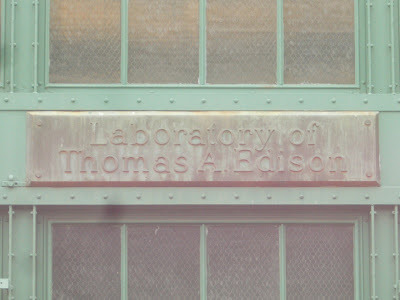 Laboratory of
Thomas A. Edison